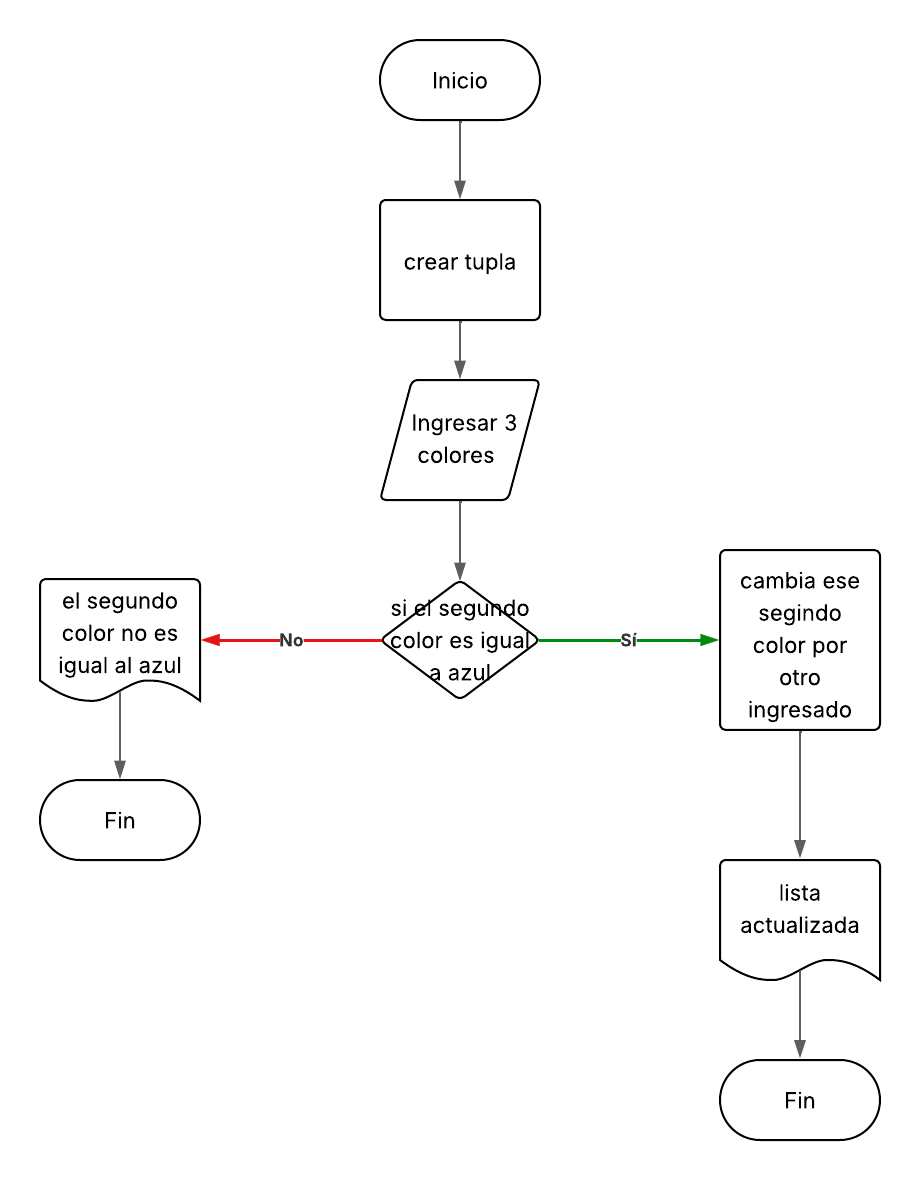 Inicio
crear tupla
Ingresar 3
colores
si el segundo
color es igual
a azul
No
Sí
el segundo
color no es
igual al azul
Fin
cambia ese
segindo
color por
otro
ingresado
lista
actualizada
Fin